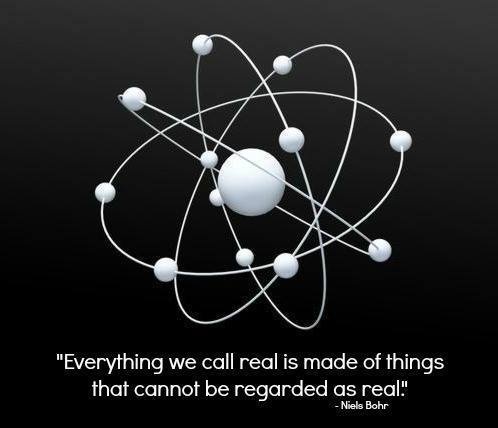 "Everything we call real is made of things
that cannot be regarded as real."
- Niels Bohr